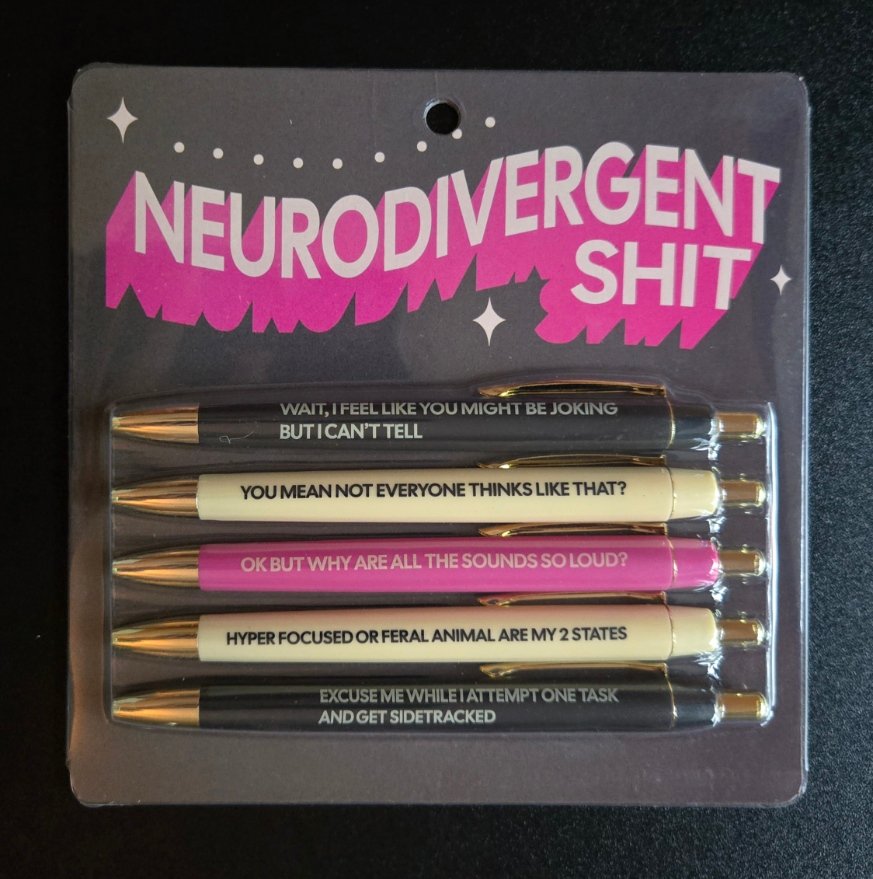 NEURODIVERGENT
SHIT
WAIT, I FEEL LIKE YOU MIGHT BE JOKING
BUT I CAN'T TELL
YOU MEAN NOT EVERYONE THINKS LIKE THAT?
OK BUT WHY ARE ALL THE SOUNDS SO LOUD?
HYPER FOCUSED OR FERAL ANIMAL ARE MY 2 STATES
EXCUSE ME WHILE I ATTEMPT ONE TASK
AND GET SIDETRACKED